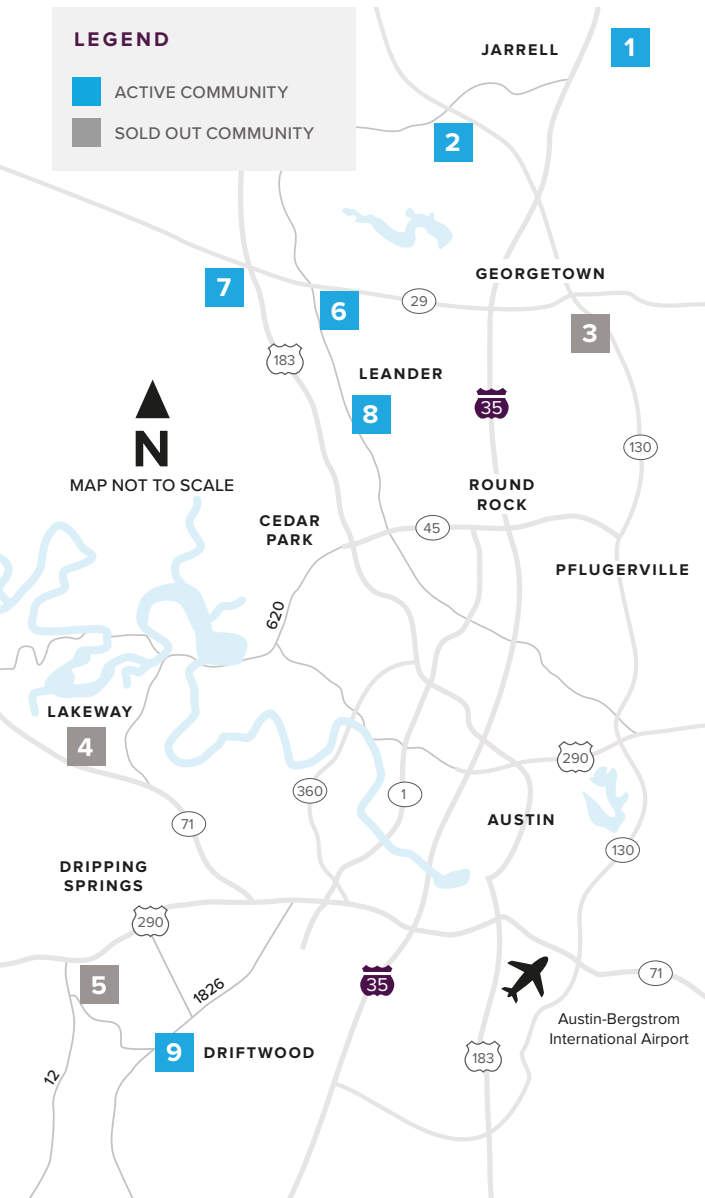 LEGEND
ACTIVE COMMUNITY
SOLD OUT COMMUNITY
JARRELL
1
2
GEORGETOWN
7
6
29
3
183
LEANDER
8
35
N
MAP NOT TO SCALE
130
ROUND
ROCK
CEDAR
PARK
45
PFLUGERVILLE
620
LAKEWAY
4
290
360
1
71
AUSTIN
130
DRIPPING
SPRINGS
290
5
1826
35
71
Austin-Bergstrom
International Airport
9
DRIFTWOOD
183
12